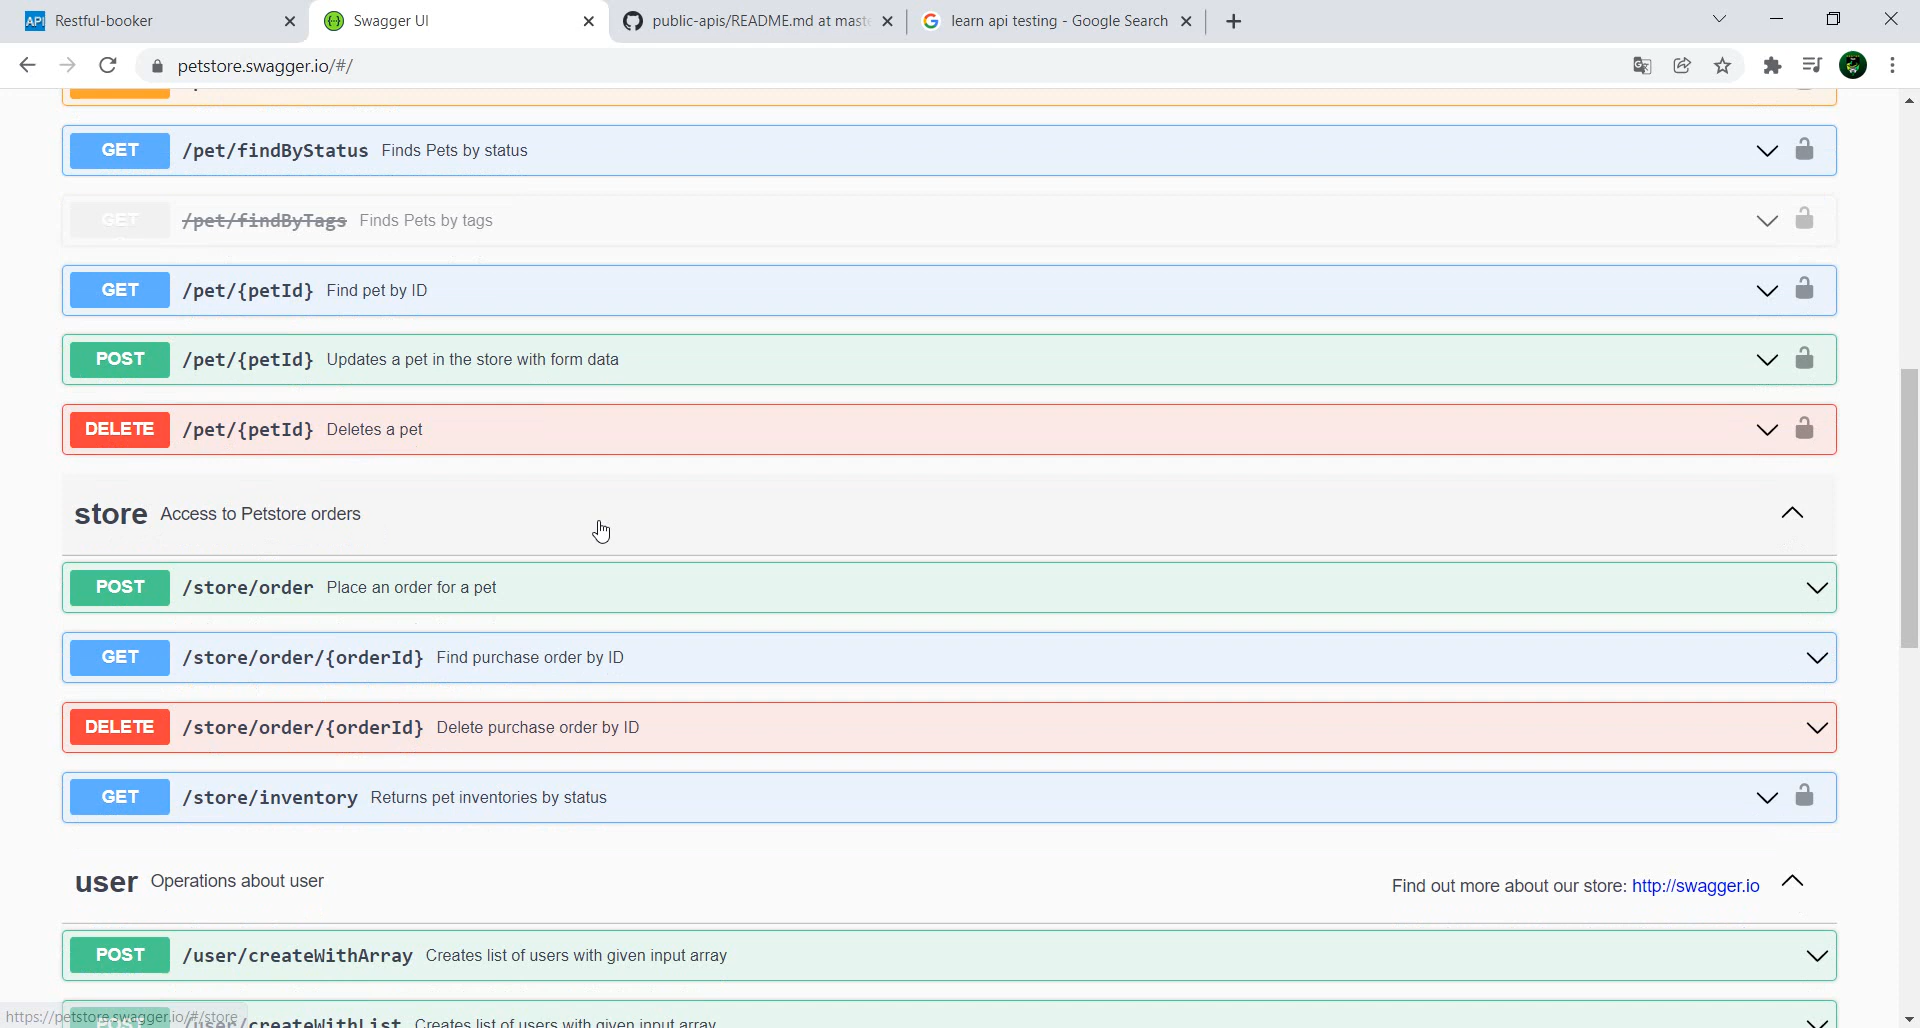 Restful-booker
Swagger UI
public-apis/README.md at maste
learn api testing - Google Search
petstore.swagger.io/#/
GET /pet/findByStatus Finds Pets by status
GET /pet/findByTags Finds Pets by tags
GET /pet/{petId} Find pet by ID
POST /pet/{petId} Updates a pet in the store with form data
DELETE /pet/{petId} Deletes a pet
store Access to Petstore orders
POST /store/order Place an order for a pet
GET /store/order/{orderId} Find purchase order by ID
DELETE /store/order/{orderId} Delete purchase order by ID
GET /store/inventory Returns pet inventories by status
user Operations about user Find out more about our store: http://swagger.io
POST /user/createWithArray Creates list of users with given input array
POST /user/createWithList Creates list of users with given input array
https://petstore.swagger.io/#/store